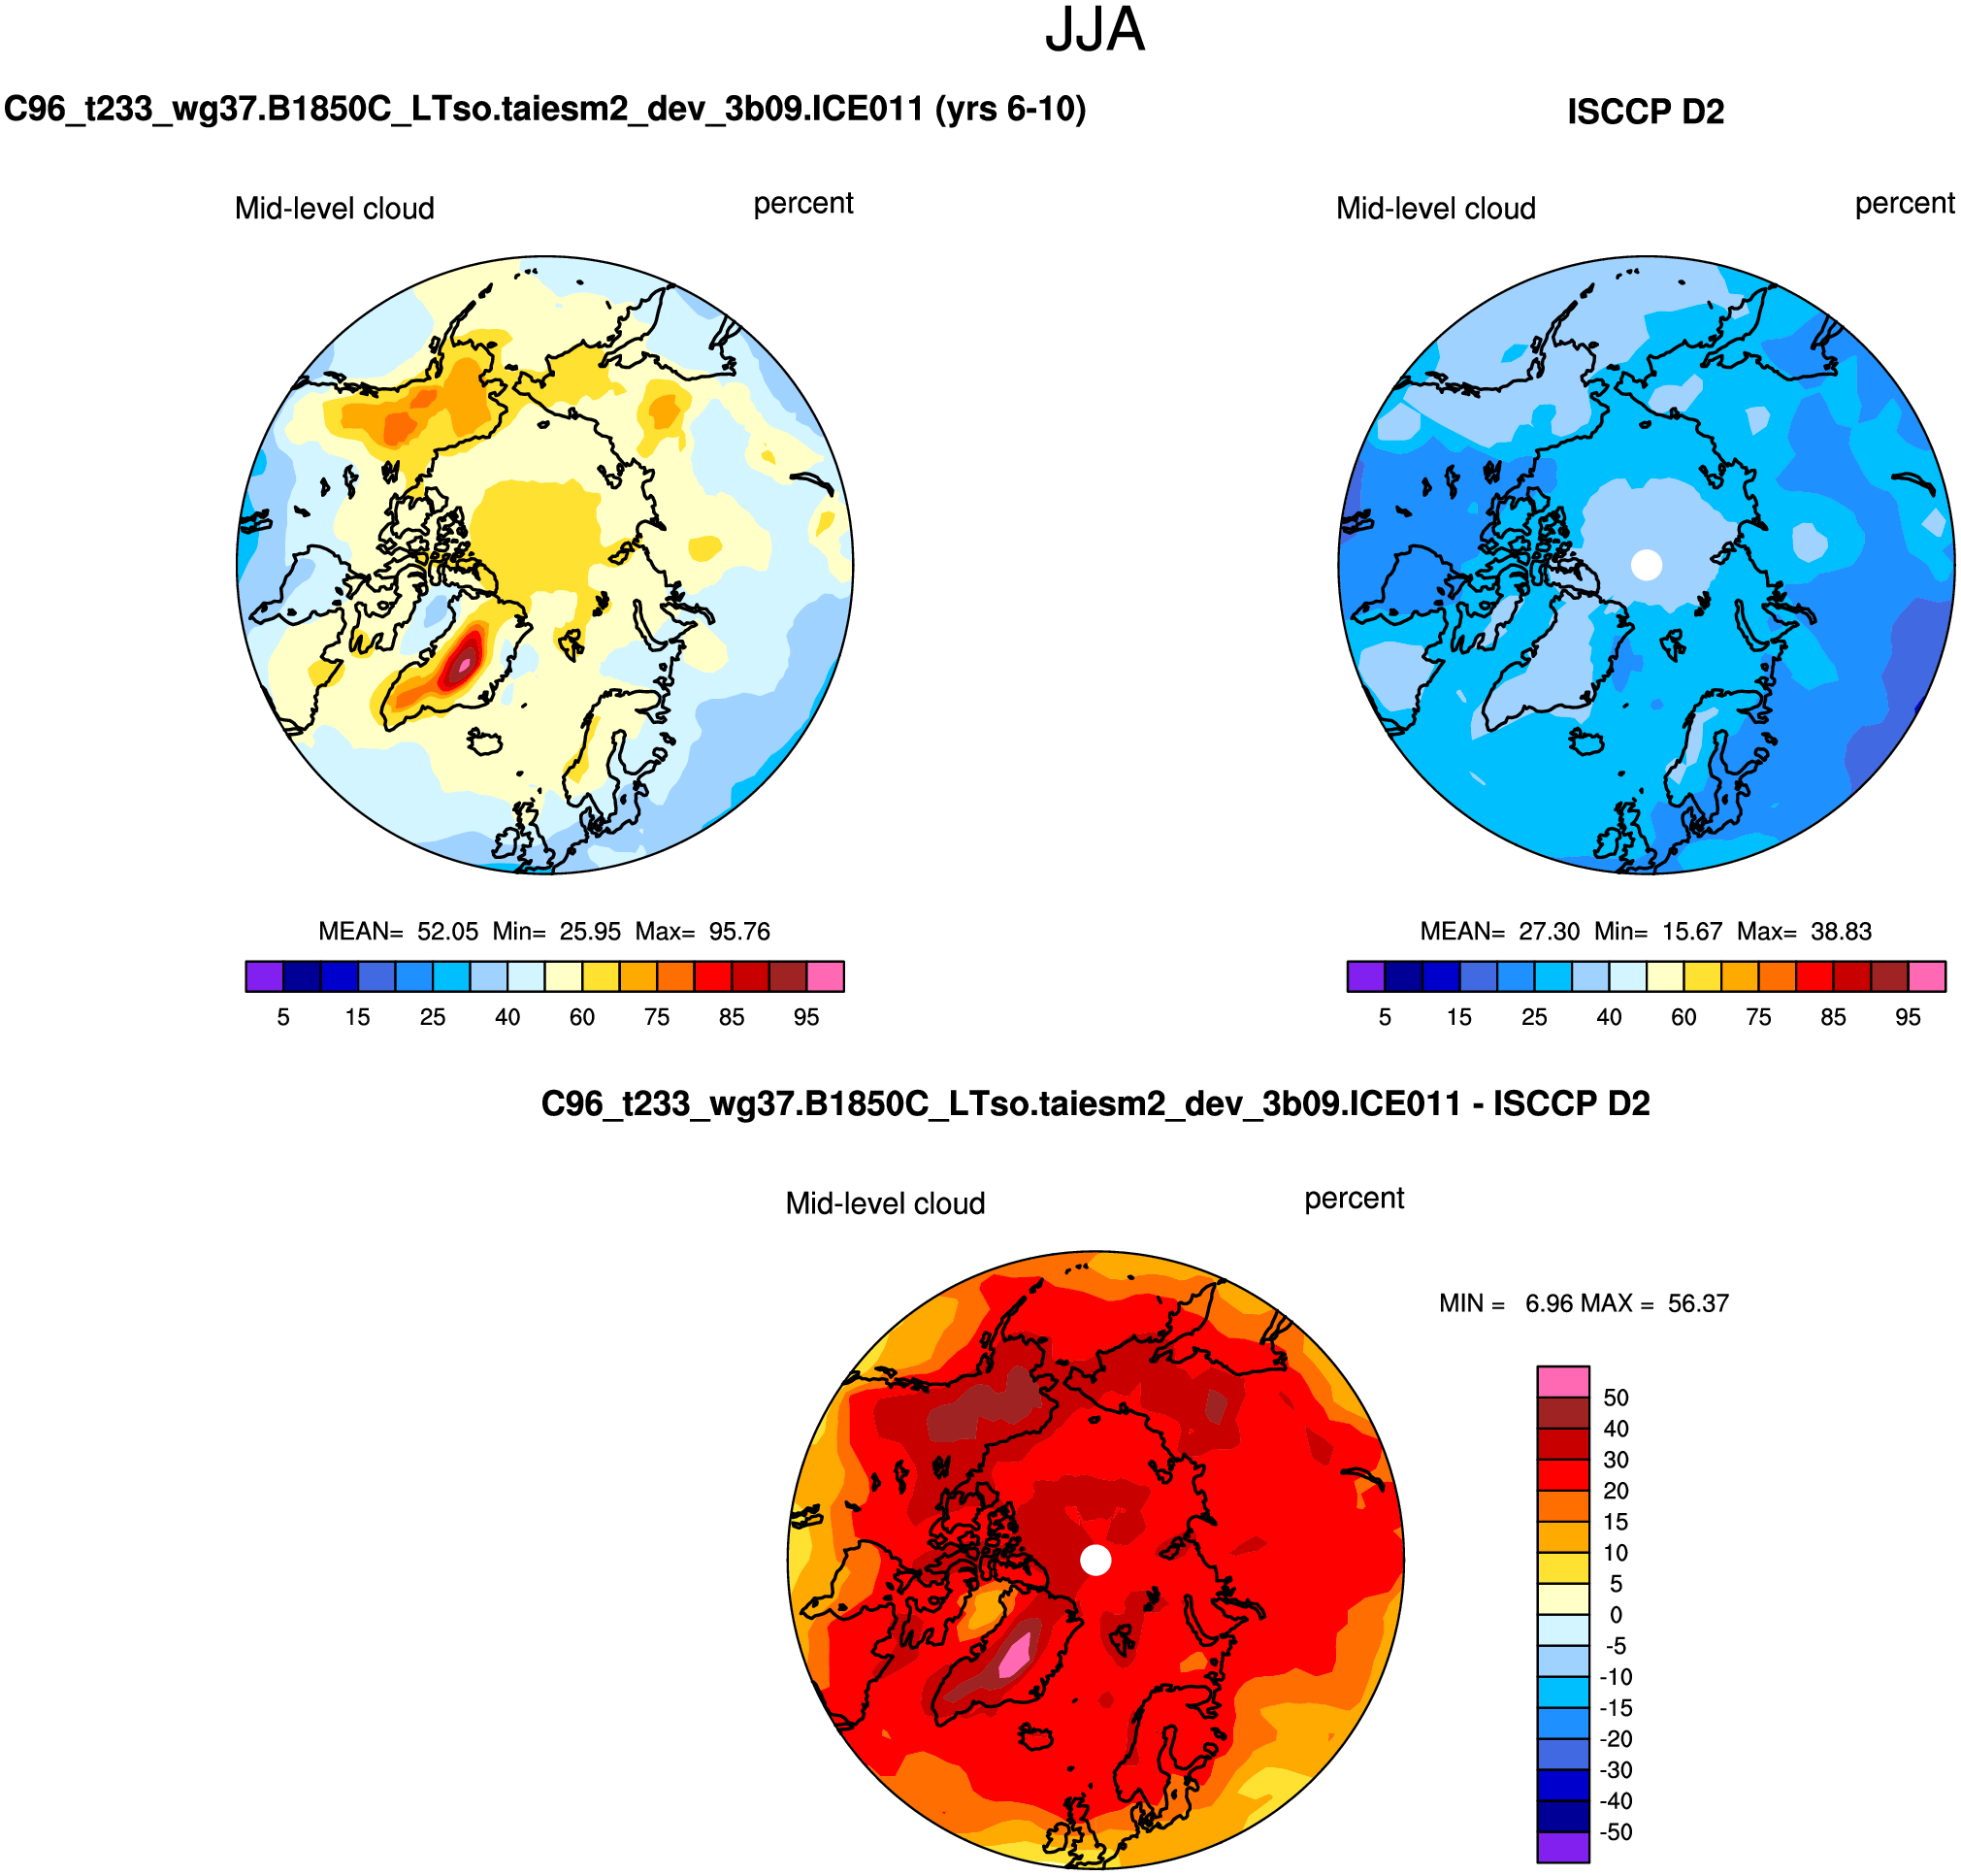 JJA
C96_t233_wg37.B1850C_LTso.taiesm2_dev_3b09.ICE011 (yrs 6-10)
ISCCP D2
Mid-level cloud percent
Mid-level cloud percent
MEAN= 52.05 Min= 25.95 Max= 95.76
MEAN= 27.30 Min= 15.67 Max= 38.83
5 15 25 40 60 75 85 95
5 15 25 40 60 75 85 95
C96_t233_wg37.B1850C_LTso.taiesm2_dev_3b09.ICE011 - ISCCP D2
Mid-level cloud percent
MIN = 6.96 MAX = 56.37
50
40
30
20
15
10
5
0
-5
-10
-15
-20
-30
-40
-50